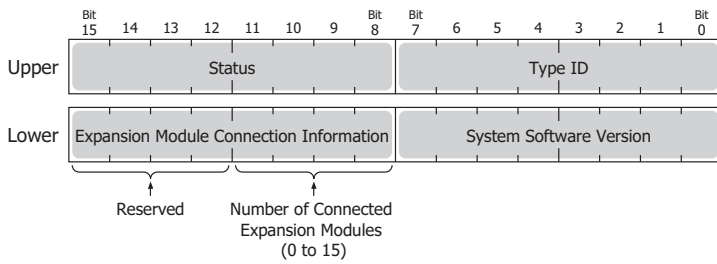 Bit Bit Bit Bit
15 14 13 12 11 10 9 8 7 6 5 4 3 2 1 0
Upper Status Type ID
Lower Expansion Module Connection Information System Software Version
Reserved Number of Connected
Expansion Modules
(0 to 15)